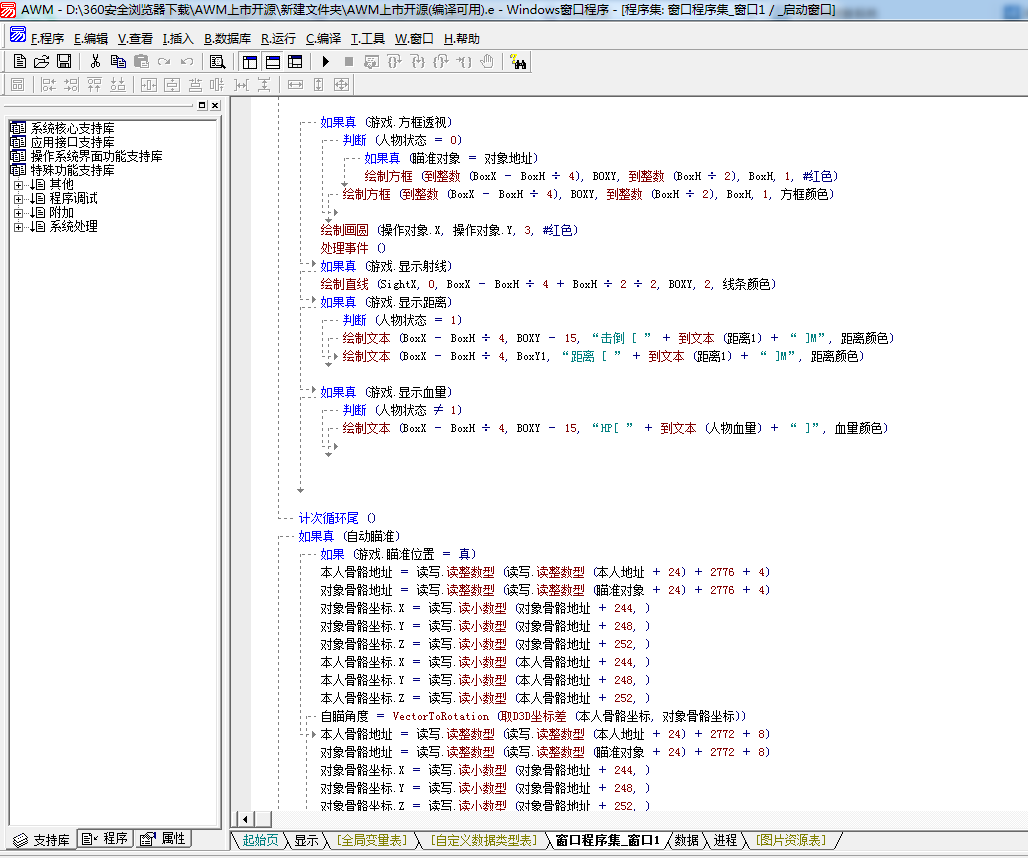 AWM - D:\360安全浏览器下载\AWM上市开源\新建文件夹\AWM上市开源(编译可用).e - Windows窗口程序 - [程序集: 窗口程序集_窗口1 / _启动窗口]
F.程序 E.编辑 V.查看 I.插入 B.数据库 R.运行 C.编译 T.工具 W.窗口 H.帮助
系统核心支持库
应用接口支持库
操作系统界面功能支持库
特殊功能支持库
其他
程序调试
附加
系统处理
支持库 程序 属性
如果真 (游戏.方框透视)
判断 (人物状态 = 0)
如果真 (瞄准对象 = 对象地址)
绘制方框 (到整数 (BoxX - BoxH ÷ 4), BOXY, 到整数 (BoxH ÷ 2), BoxH, 1, #红色)
绘制方框 (到整数 (BoxX - BoxH ÷ 4), BOXY, 到整数 (BoxH ÷ 2), BoxH, 1, 方框颜色)
绘制画圆 (操作对象.X, 操作对象.Y, 3, #红色)
处理事件 ()
如果真 (游戏.显示射线)
绘制直线 (SightX, 0, BoxX - BoxH ÷ 4 + BoxH ÷ 2 ÷ 2, BOXY, 2, 线条颜色)
如果真 (游戏.显示距离)
判断 (人物状态 = 1)
绘制文本 (BoxX - BoxH ÷ 4, BOXY - 15, “击倒 [ ” + 到文本 (距离1) + “ ]M”, 距离颜色)
绘制文本 (BoxX - BoxH ÷ 4, BoxY1, “距离 [ ” + 到文本 (距离1) + “ ]M”, 距离颜色)
如果真 (游戏.显示血量)
判断 (人物状态 ≠ 1)
绘制文本 (BoxX - BoxH ÷ 4, BOXY - 15, “HP[ ” + 到文本 (人物血量) + “ ]”, 血量颜色)
计次循环尾 ()
如果真 (自动瞄准)
如果 (游戏.瞄准位置 = 真)
本人骨骼地址 = 读写.读整数型 (读写.读整数型 (本人地址 + 24) + 2776 + 4)
对象骨骼地址 = 读写.读整数型 (读写.读整数型 (瞄准对象 + 24) + 2776 + 4)
对象骨骼坐标.X = 读写.读小数型 (对象骨骼地址 + 244, )
对象骨骼坐标.Y = 读写.读小数型 (对象骨骼地址 + 248, )
对象骨骼坐标.Z = 读写.读小数型 (对象骨骼地址 + 252, )
本人骨骼坐标.X = 读写.读小数型 (本人骨骼地址 + 244, )
本人骨骼坐标.Y = 读写.读小数型 (本人骨骼地址 + 248, )
本人骨骼坐标.Z = 读写.读小数型 (本人骨骼地址 + 252, )
自瞄角度 = VectorToRotation (取D3D坐标差 (本人骨骼坐标, 对象骨骼坐标))
本人骨骼地址 = 读写.读整数型 (读写.读整数型 (本人地址 + 24) + 2772 + 8)
对象骨骼地址 = 读写.读整数型 (读写.读整数型 (瞄准对象 + 24) + 2772 + 8)
对象骨骼坐标.X = 读写.读小数型 (对象骨骼地址 + 244, )
对象骨骼坐标.Y = 读写.读小数型 (对象骨骼地址 + 248, )
对象骨骼坐标.Z = 读写.读小数型 (对象骨骼地址 + 252, )
起始页 显示 [全局变量表] [自定义数据类型表] 窗口程序集_窗口1 数据 进程 [图片资源表]